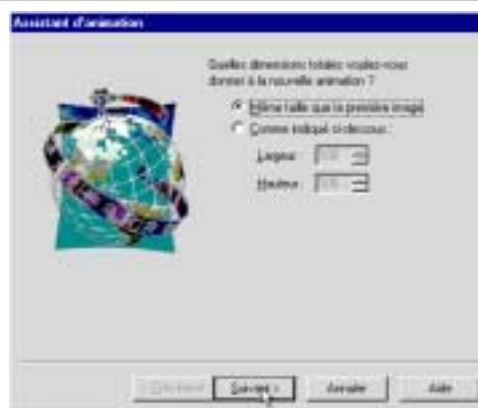 Assistant d'animation
Quelles dimensions totales voulez-vous
donner à la nouvelle animation ?
Même taille que la première image
Comme indiqué ci-dessous :
Largeur :
Hauteur :
< Précédent
Suivant >
Annuler
Aide